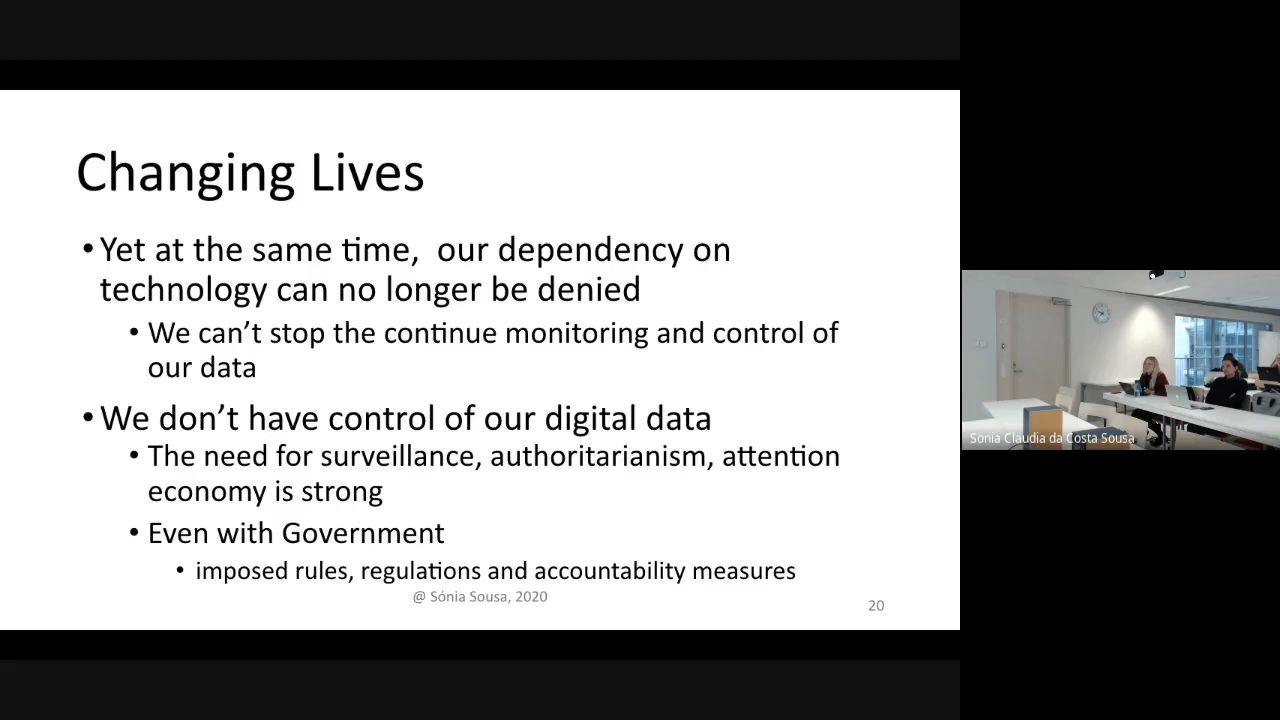 Changing Lives
• Yet at the same time,  our dependency on
technology can no longer be denied
• We can’t stop the continue monitoring and control of
our data
• We don’t have control of our digital data
• The need for surveillance, authoritarianism, attention
economy is strong
• Even with Government
• imposed rules, regulations and accountability measures
@ Sónia Sousa, 2020
20
Sonia Claudia da Costa Sousa